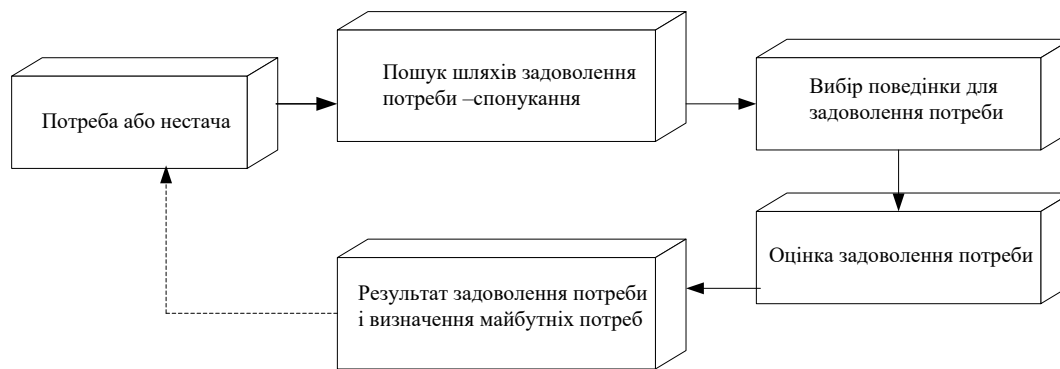 Потреба або нестача
Пошук шляхів задоволення
потреби –спонукання
Вибір поведінки для
задоволення потреби
Оцінка задоволення потреби
Результат задоволення потреби
і визначення майбутніх потреб